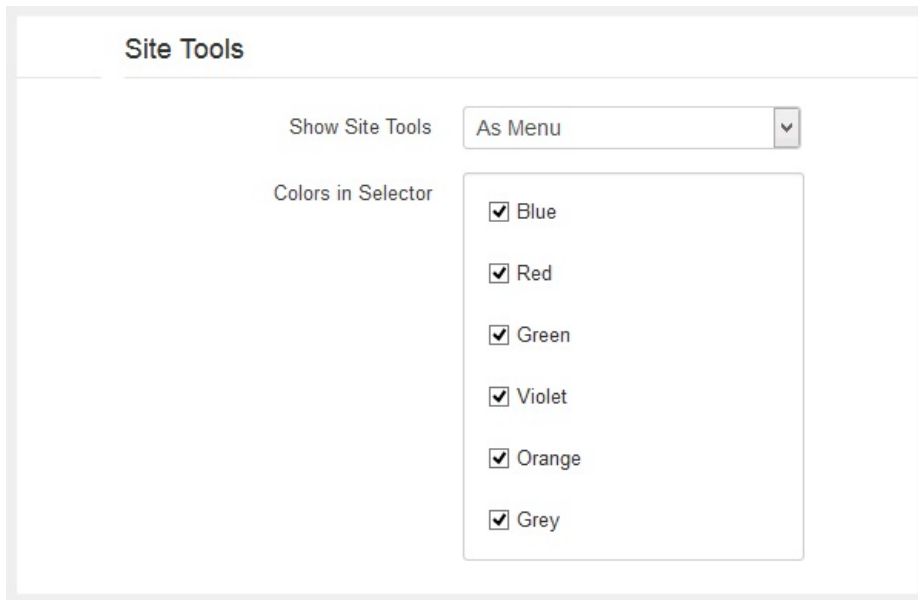 Site Tools
Show Site Tools As Menu
Colors in Selector
Blue
Red
Green
Violet
Orange
Grey